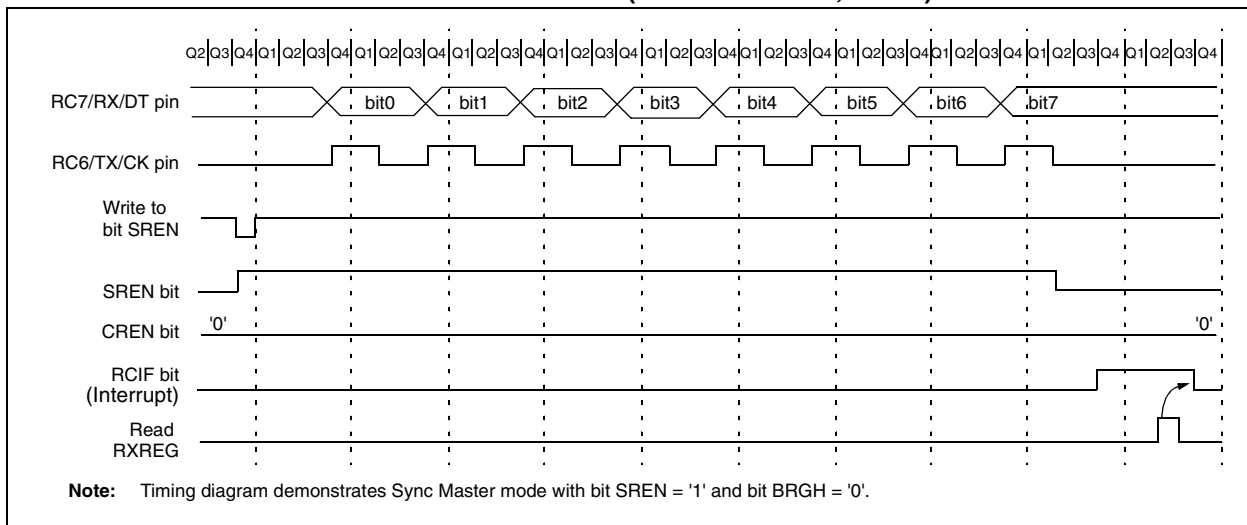 Q2|Q3|Q4|Q1|Q2|Q3|Q4|Q1|Q2|Q3|Q4|Q1|Q2|Q3|Q4|Q1|Q2|Q3|Q4|Q1|Q2|Q3|Q4|Q1|Q2|Q3|Q4|Q1|Q2|Q3|Q4|Q1|Q2|Q3|Q4|Q1|Q2|Q3|Q4|Q1|Q2|Q3|Q4
RC7/RX/DT pin bit0 bit1 bit2 bit3 bit4 bit5 bit6 bit7
RC6/TX/CK pin
Write to
bit SREN
SREN bit
CREN bit '0' '0'
RCIF bit
(Interrupt)
Read
RXREG
Note: Timing diagram demonstrates Sync Master mode with bit SREN = '1' and bit BRGH = '0'.